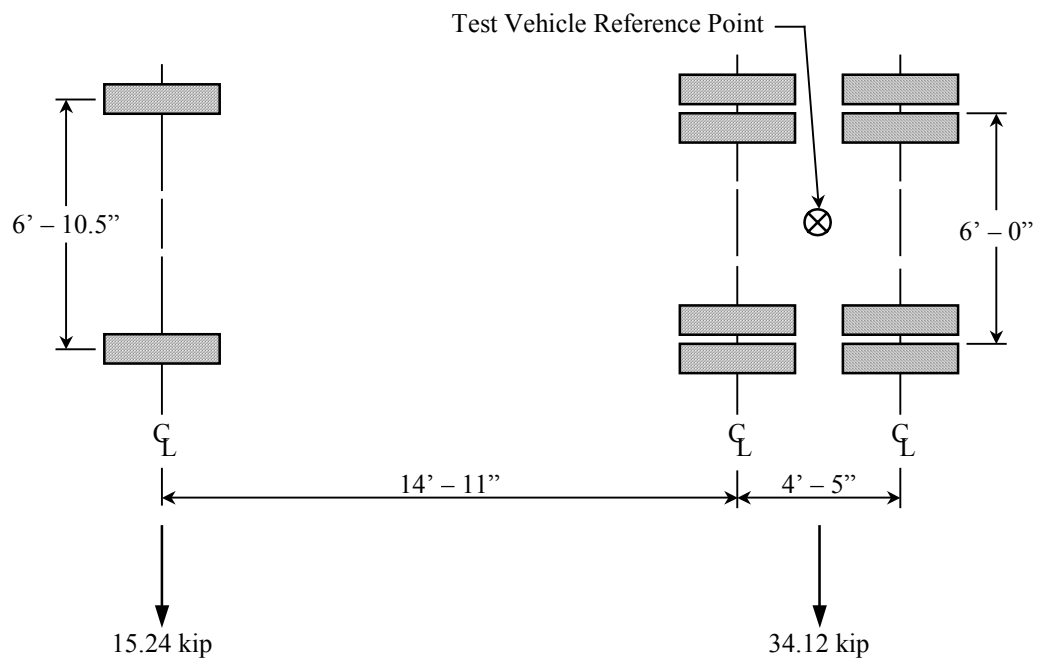 Test Vehicle Reference Point
6’ – 10.5”
6’ – 0”
CL
CL
CL
14’ – 11”
4’ – 5”
15.24 kip
34.12 kip